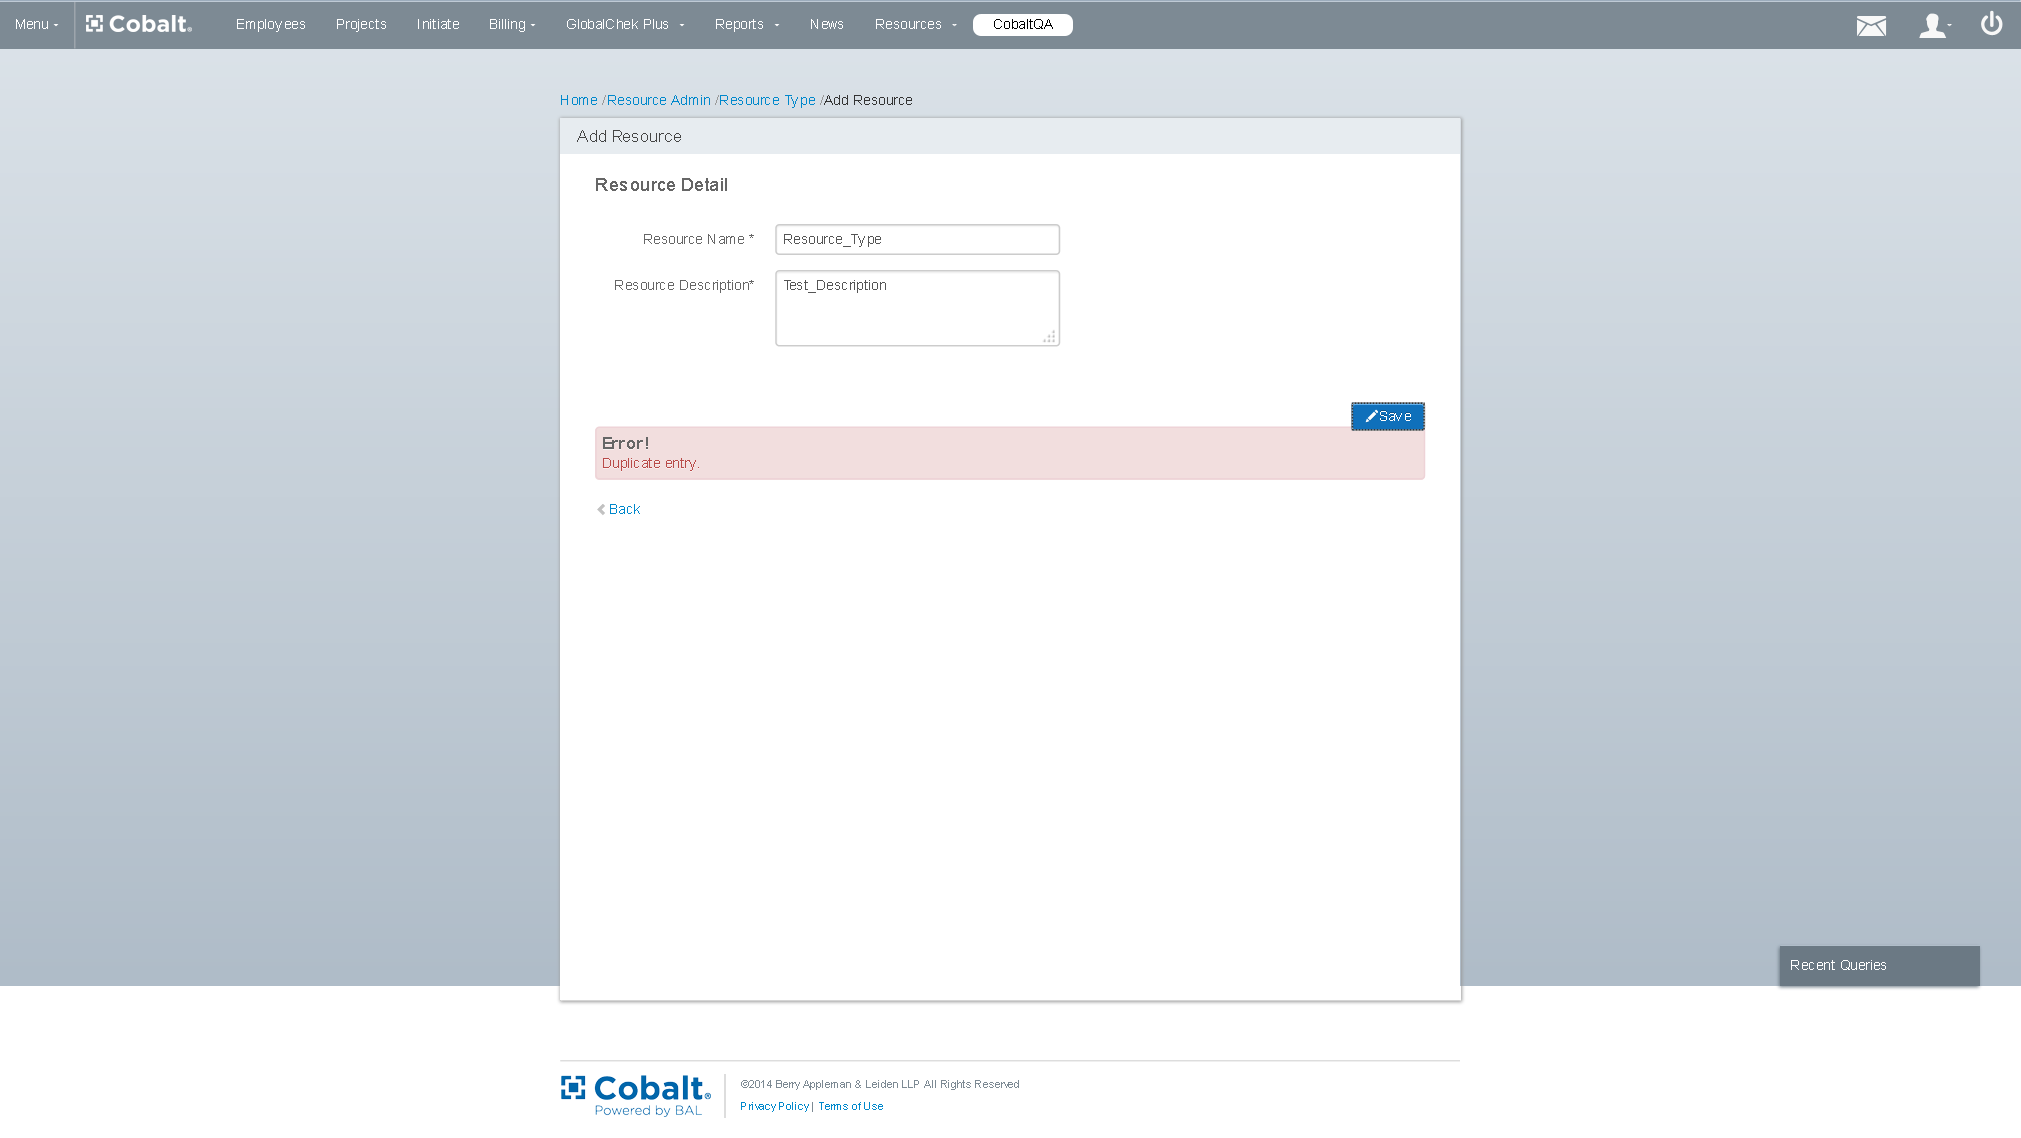 Menu
Cobalt.
Employees
Projects
Initiate
Billing
GlobalChek Plus
Reports
News
Resources
CobaltQA
Home /Resource Admin /Resource Type /Add Resource
Add Resource
Resource Detail
Resource Name *
Resource_Type
Resource Description*
Test_Description
Save
Error!
Duplicate entry.
Back
Recent Queries
Cobalt®
Powered by BAL
©2014 Berry Appleman & Leiden LLP All Rights Reserved
Privacy Policy | Terms of Use